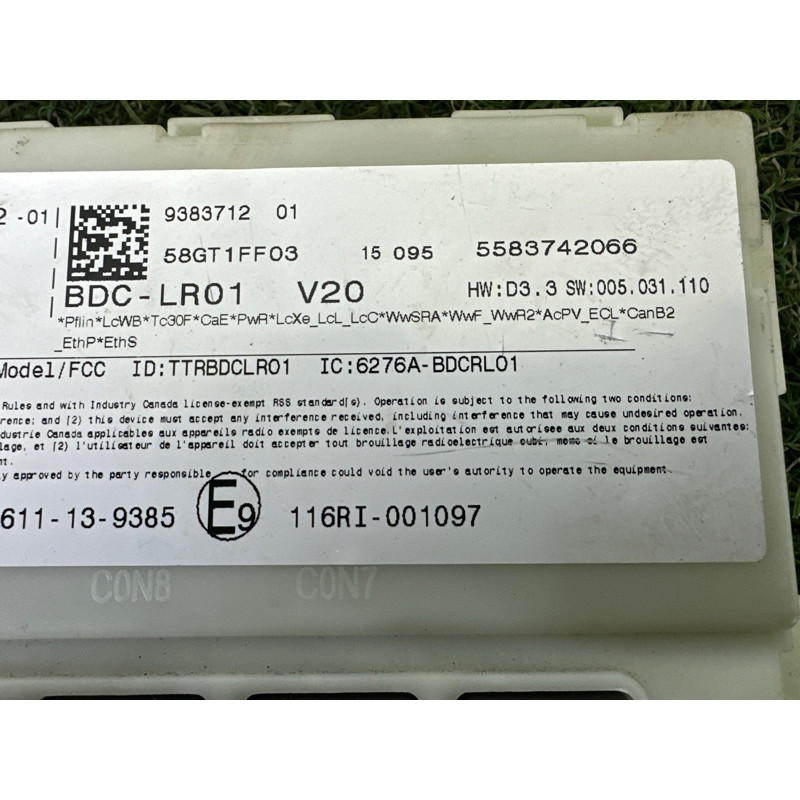 2 -01| 9383712 01
58GT1FF03 15 095 5583742066
BDC-LR01 V20 HW:D3.3 SW:005.031.110
*Pflin*LcWB*Tc30F*CaE*PwR*LcXe_LcL_LcC*WwSRA*WwF_WwR2*AcPV_ECL*CanB2
_EthP*EthS
Model/FCC ID:TTRBDCLR01 IC:6276A-BDCRL01
Rules and with Industry Canada license-exempt RSS standard(s). Operation is subject to the following two conditions:
rence; and (2) this device must accept any interference received, including interference that may cause undesired operation.
dustrie Canada applicables aux appareils radio exempts de licence.L'exploitation est autorisee aux deux conditions suivantes:
lage, et (2) l'utilisateur de l'appareil doit accepter tout brouillage radioelectrique subi, meme si le brouillage est
nt.
y approved by the party responsible for compliance could void the user's authority to operate the equipment.
611-13-9385 E9 116RI-001097
CON8 CON7